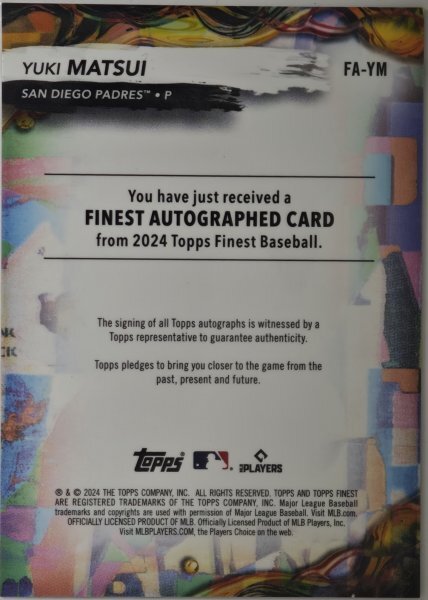 YUKI MATSUI
FA-YM
SAN DIEGO PADRES™ • P
You have just received a
FINEST AUTOGRAPHED CARD
from 2024 Topps Finest Baseball.
The signing of all Topps autographs is witnessed by a
Topps representative to guarantee authenticity.
Topps pledges to bring you closer to the game from the
past, present and future.
topps
PLAYERS
® & © 2024 THE TOPPS COMPANY, INC. ALL RIGHTS RESERVED. TOPPS AND TOPPS FINEST
ARE REGISTERED TRADEMARKS OF THE TOPPS COMPANY, INC. Major League Baseball
trademarks and copyrights are used with permission of Major League Baseball. Visit MLB.com.
OFFICIALLY LICENSED PRODUCT OF MLB. Officially Licensed Product of MLB Players, Inc.
Visit MLBPLAYERS.COM, the Players Choice on the web.